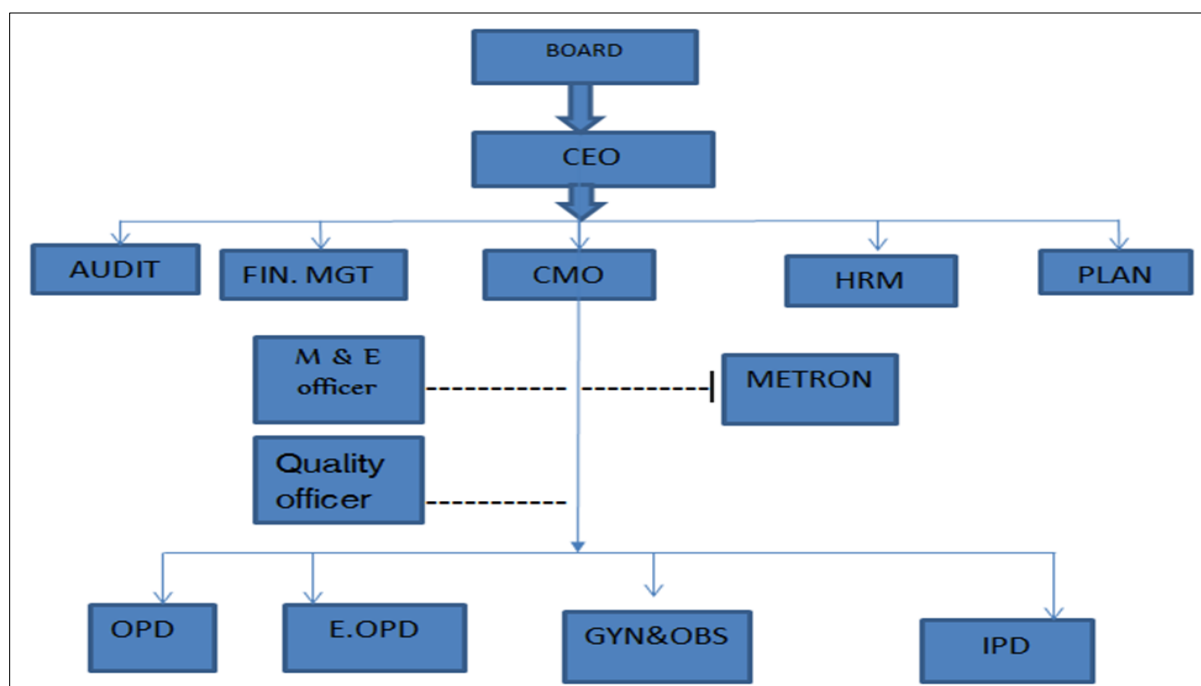 BOARD
CEO
AUDIT
FIN. MGT
CMO
HRM
PLAN
M & E
officer
METRON
Quality
officer
OPD
E.OPD
GYN&OBS
IPD